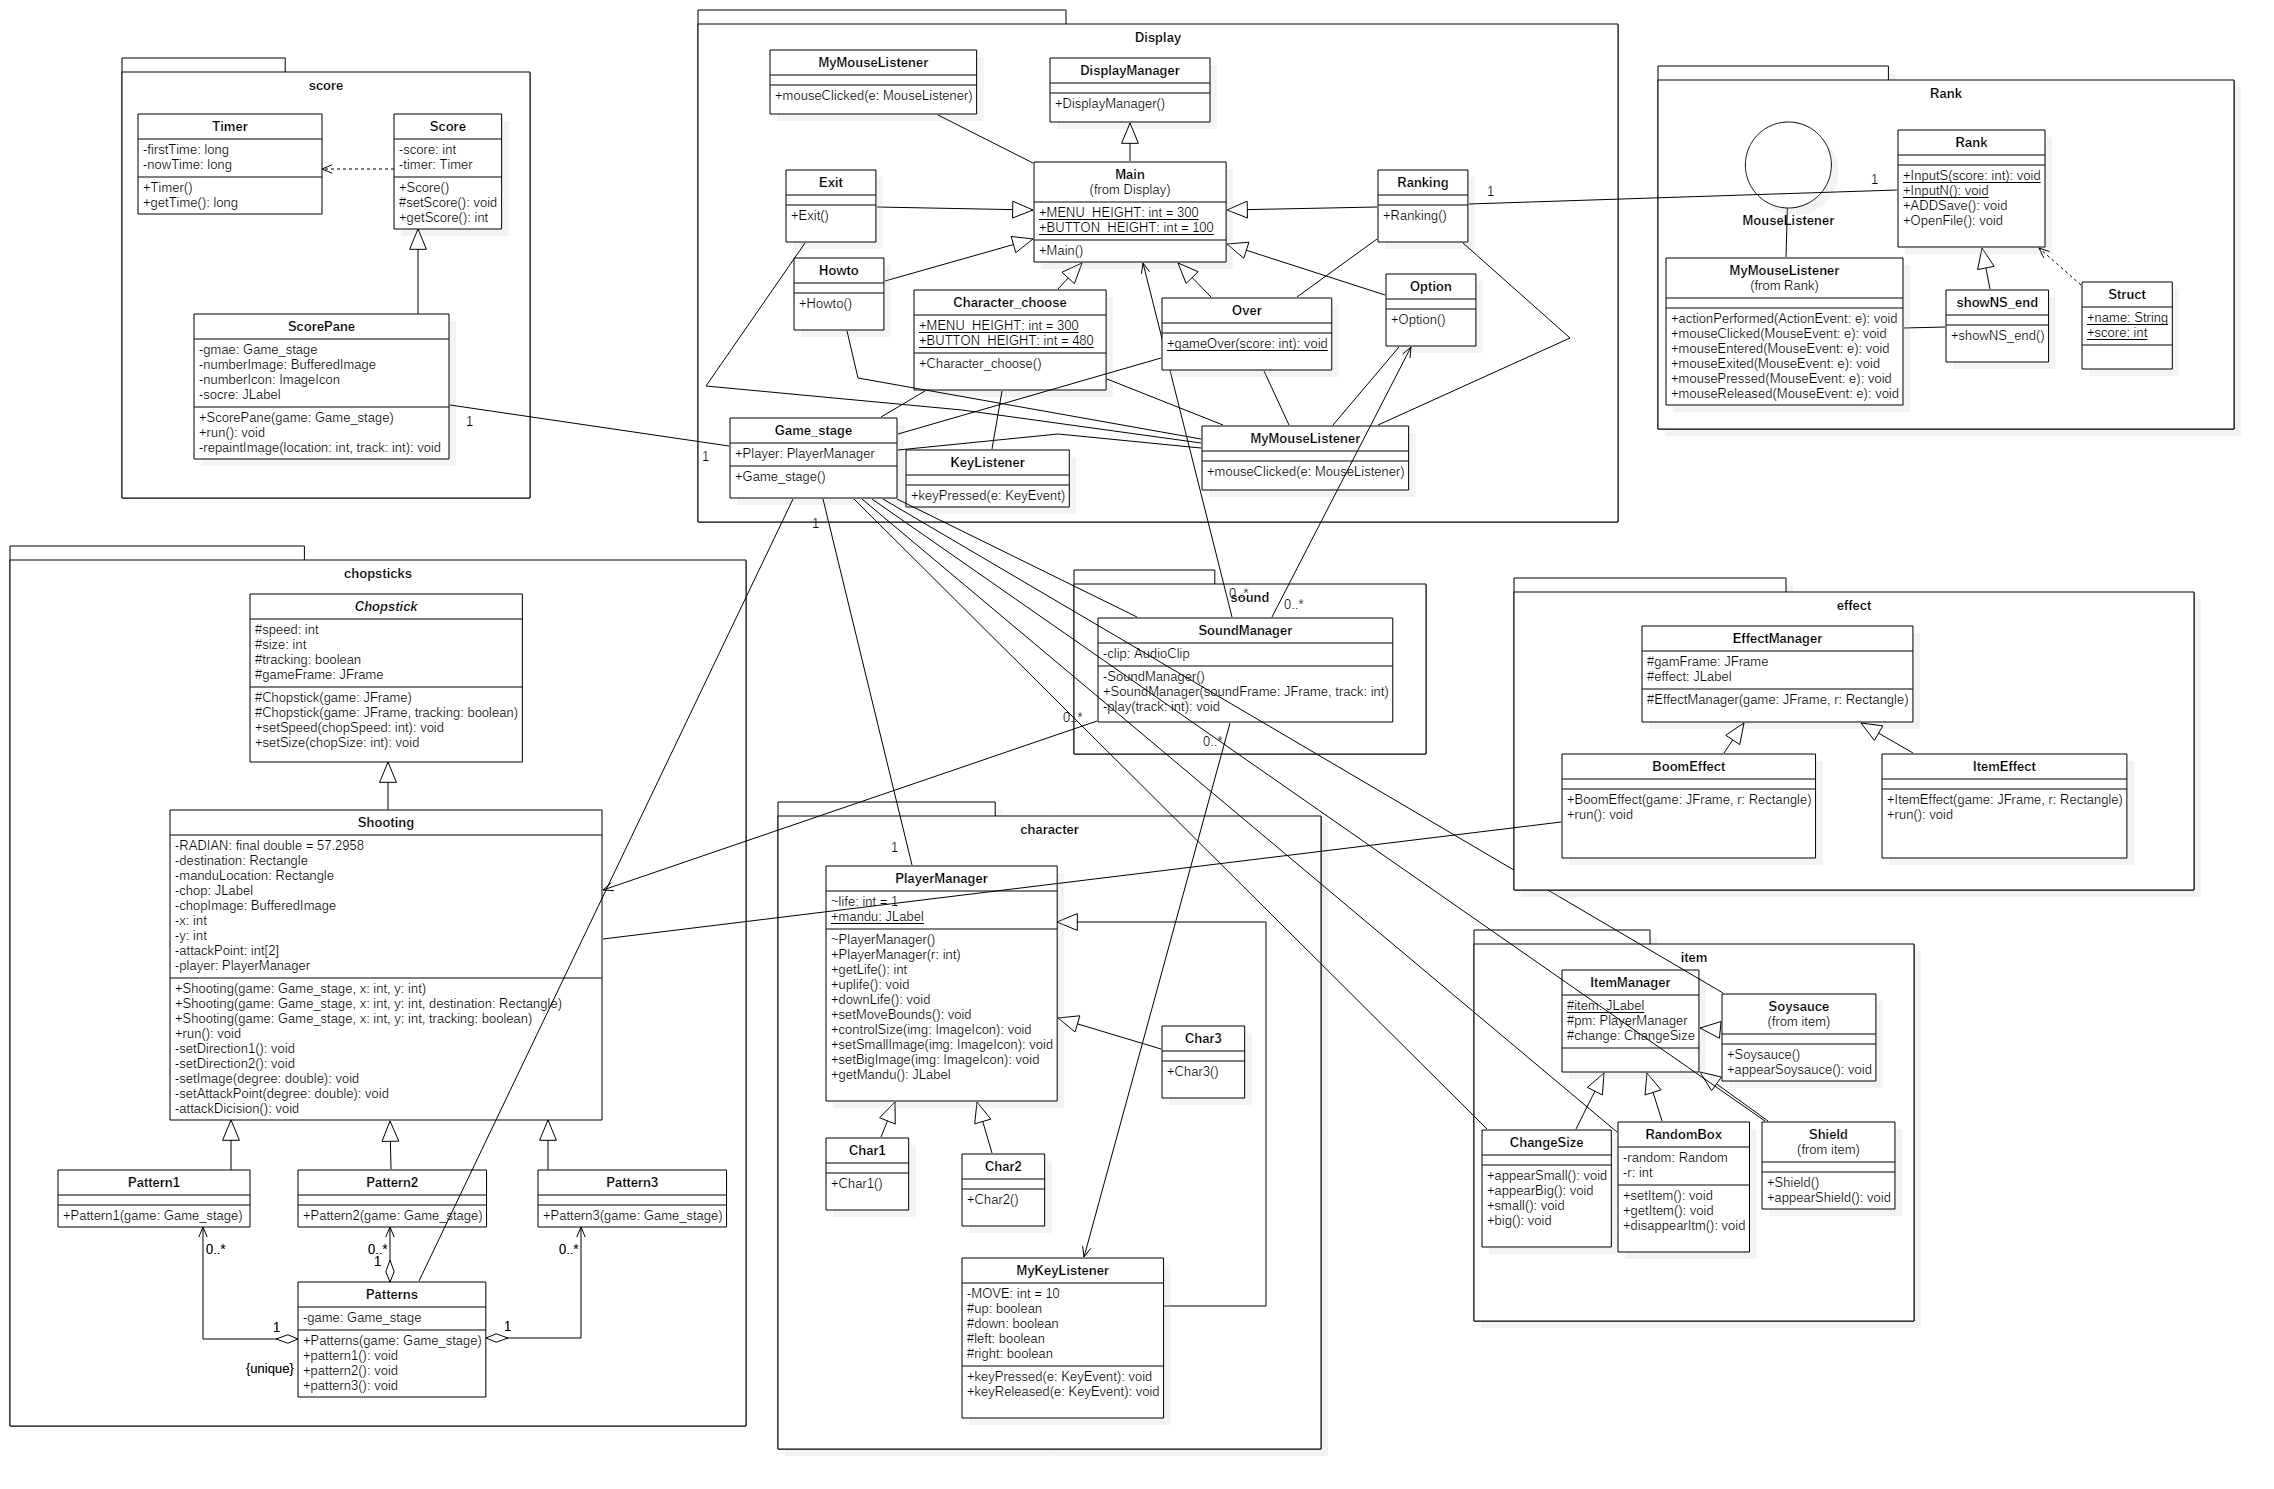 score
Timer
-firstTime: long
-nowTime: long
+Timer()
+getTime(): long
Score
-score: int
-timer: Timer
+Score()
#setScore(): void
+getScore(): int
ScorePane
-gmae: Game_stage
-numberImage: BufferedImage
-numberIcon: ImageIcon
-socre: JLabel
+ScorePane(game: Game_stage)
+run(): void
-repaintImage(location: int, track: int): void
1
1
Display
MyMouseListener
+mouseClicked(e: MouseListener)
DisplayManager
+DisplayManager()
Main
(from Display)
+MENU_HEIGHT: int = 300
+BUTTON_HEIGHT: int = 100
+Main()
Exit
+Exit()
Ranking
+Ranking()
1
1
Howto
+Howto()
Character_choose
+MENU_HEIGHT: int = 300
+BUTTON_HEIGHT: int = 480
+Character_choose()
Over
+gameOver(score: int): void
Option
+Option()
Game_stage
+Player: PlayerManager
+Game_stage()
KeyListener
+keyPressed(e: KeyEvent)
MyMouseListener
+mouseClicked(e: MouseListener)
1
Rank
MouseListener
Rank
+InputS(score: int): void
+InputN(): void
+ADDSave(): void
+OpenFile(): void
MyMouseListener
(from Rank)
+actionPerformed(ActionEvent: e): void
+mouseClicked(MouseEvent: e): void
+mouseEntered(MouseEvent: e): void
+mouseExited(MouseEvent: e): void
+mousePressed(MouseEvent: e): void
+mouseReleased(MouseEvent: e): void
showNS_end
+showNS_end()
Struct
+name: String
+score: int
chopsticks
Chopstick
#speed: int
#size: int
#tracking: boolean
#gameFrame: JFrame
#Chopstick(game: JFrame)
#Chopstick(game: JFrame, tracking: boolean)
+setSpeed(chopSpeed: int): void
+setSize(chopSize: int): void
Shooting
-RADIAN: final double = 57.2958
-destination: Rectangle
-manduLocation: Rectangle
-chop: JLabel
-chopImage: BufferedImage
-x: int
-y: int
-attackPoint: int[2]
-player: PlayerManager
+Shooting(game: Game_stage, x: int, y: int)
+Shooting(game: Game_stage, x: int, y: int, destination: Rectangle)
+Shooting(game: Game_stage, x: int, y: int, tracking: boolean)
+run(): void
-setDirection1(): void
-setDirection2(): void
-setImage(degree: double): void
-setAttackPoint(degree: double): void
-attackDicision(): void
Pattern1
+Pattern1(game: Game_stage)
Pattern2
+Pattern2(game: Game_stage)
Pattern3
+Pattern3(game: Game_stage)
0..*
0..*
0..*
1
Patterns
-game: Game_stage
+Patterns(game: Game_stage)
+pattern1(): void
+pattern2(): void
+pattern3(): void
1
1
{unique}
sound
0..*
0..*
SoundManager
-clip: AudioClip
-SoundManager()
+SoundManager(soundFrame: JFrame, track: int)
-play(track: int): void
0..*
0..*
character
1
PlayerManager
~life: int = 1
+mandu: JLabel
~PlayerManager()
+PlayerManager(r: int)
+getLife(): int
+uplife(): void
+downLife(): void
+setMoveBounds(): void
+controlSize(img: ImageIcon): void
+setSmallImage(img: ImageIcon): void
+setBigImage(img: ImageIcon): void
+getMandu(): JLabel
Char3
+Char3()
Char1
+Char1()
Char2
+Char2()
MyKeyListener
-MOVE: int = 10
#up: boolean
#down: boolean
#left: boolean
#right: boolean
+keyPressed(e: KeyEvent): void
+keyReleased(e: KeyEvent): void
effect
EffectManager
#gamFrame: JFrame
#effect: JLabel
#EffectManager(game: JFrame, r: Rectangle)
BoomEffect
+BoomEffect(game: JFrame, r: Rectangle)
+run(): void
ItemEffect
+ItemEffect(game: JFrame, r: Rectangle)
+run(): void
item
ItemManager
#item: JLabel
#pm: PlayerManager
#change: ChangeSize
Soysauce
(from item)
+Soysauce()
+appearSoysauce(): void
ChangeSize
+appearSmall(): void
+appearBig(): void
+small(): void
+big(): void
RandomBox
-random: Random
-r: int
+setItem(): void
+getItem(): void
+disappearItm(): void
Shield
(from item)
+Shield()
+appearShield(): void